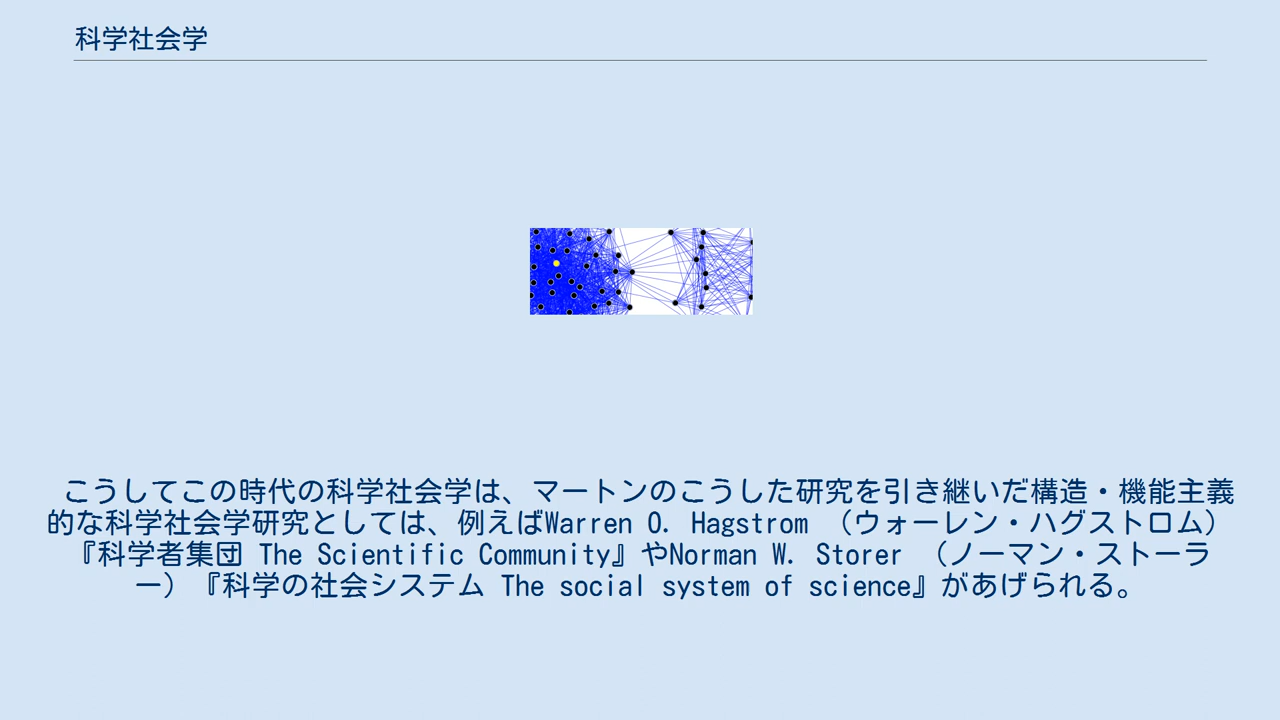 科学社会学
こうしてこの時代の科学社会学は、マートンのこうした研究を引き継いだ構造・機能主義
的な科学社会学研究としては、例えばWarren O. Hagstrom （ウォーレン・ハグストロム）
『科学者集団 The Scientific Community』やNorman W. Storer （ノーマン・ストーラ
ー）『科学の社会システム The social system of science』があげられる。